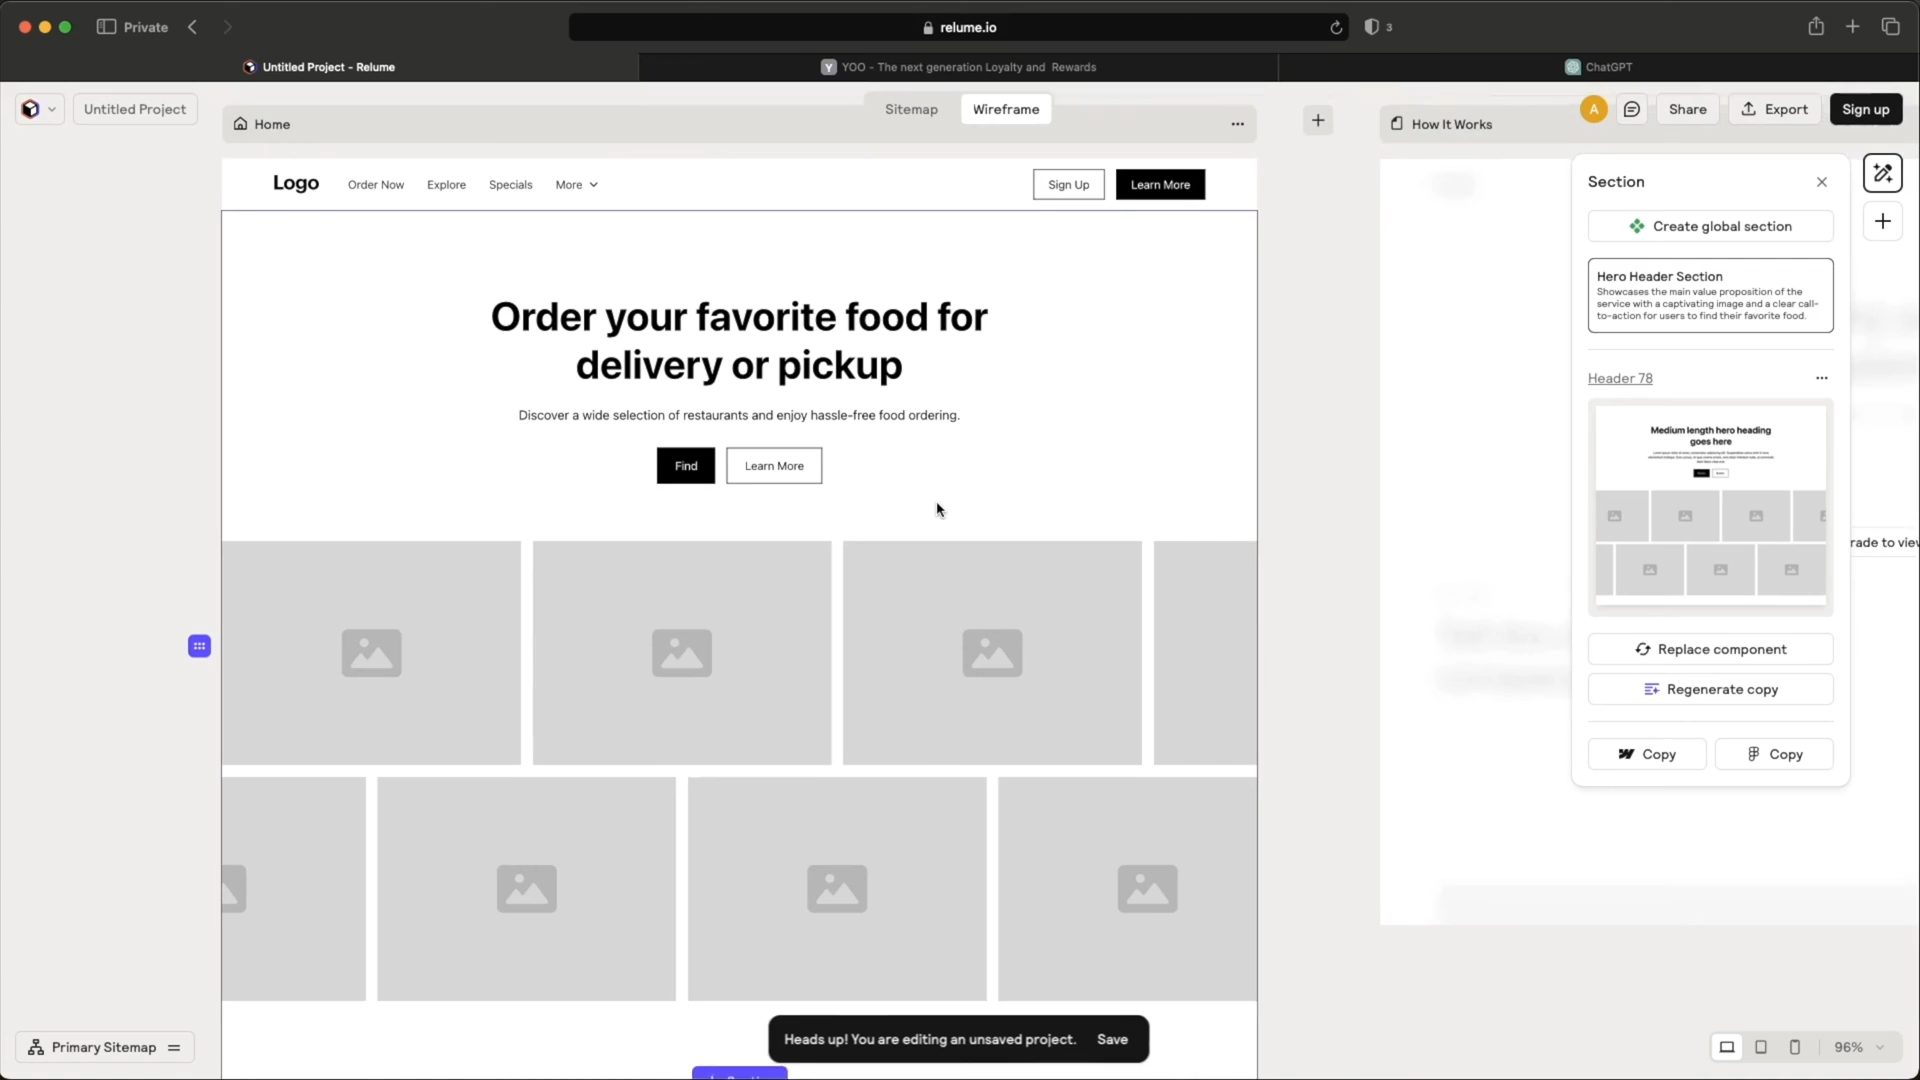 Private
relume.io
3
Untitled Project - Relume
Y
YOO - The next generation Loyalty and Rewards
ChatGPT
Untitled Project
Sitemap
Wireframe
A
Share
Export
Sign up
Home
How It Works
Logo
Order Now
Explore
Specials
More
Sign Up
Learn More
Order your favorite food for
delivery or pickup
Discover a wide selection of restaurants and enjoy hassle-free food ordering.
Find
Learn More
Section
Create global section
Hero Header Section
Showcases the main value proposition of the
service with a captivating image and a clear call-
to-action for users to find their favorite food.
Header 78
Medium length hero heading
goes here
rade to view
Replace component
Regenerate copy
Copy
Copy
Heads up! You are editing an unsaved project.
Save
Primary Sitemap
96%